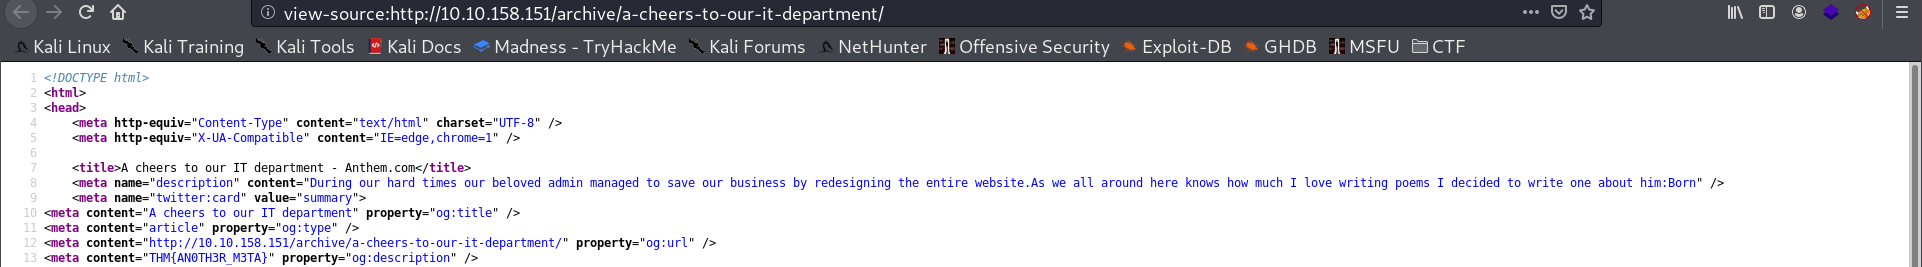 view-source:http://10.10.158.151/archive/a-cheers-to-our-it-department/
Kali Linux Kali Training Kali Tools Kali Docs Madness - TryHackMe Kali Forums NetHunter Offensive Security Exploit-DB GHDB MSFU CTF
1 <!DOCTYPE html>
2 <html>
3 <head>
4 <meta http-equiv="Content-Type" content="text/html" charset="UTF-8" />
5 <meta http-equiv="X-UA-Compatible" content="IE=edge,chrome=1" />
6
7 <title>A cheers to our IT department - Anthem.com</title>
8 <meta name="description" content="During our hard times our beloved admin managed to save our business by redesigning the entire website.As we all around here knows how much I love writing poems I decided to write one about him:Born" />
9 <meta name="twitter:card" value="summary">
10 <meta content="A cheers to our IT department" property="og:title" />
11 <meta content="article" property="og:type" />
12 <meta content="http://10.10.158.151/archive/a-cheers-to-our-it-department/" property="og:url" />
13 <meta content="THM{AN0TH3R_M3TA}" property="og:description" />